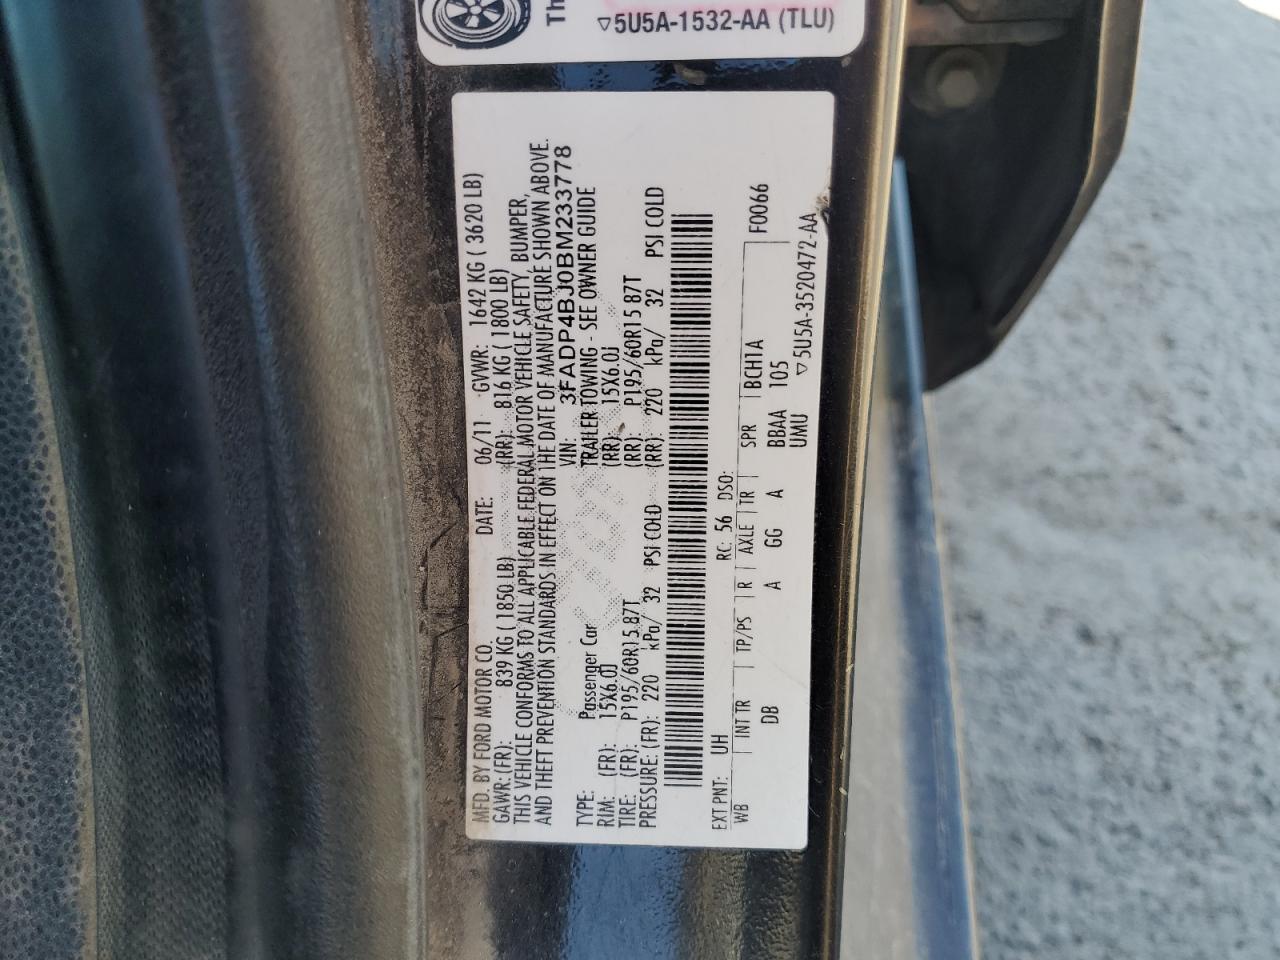 Th
▽5U5A-1532-AA (TLU)
MFD. BY FORD MOTOR CO. DATE: 06/11 GVWR: 1642 KG ( 3620 LB)
GAWR: (FR): 839 KG ( 1850 LB) (RR): 816 KG ( 1800 LB)
THIS VEHICLE CONFORMS TO ALL APPLICABLE FEDERAL MOTOR VEHICLE SAFETY, BUMPER,
AND THEFT PREVENTION STANDARDS IN EFFECT ON THE DATE OF MANUFACTURE SHOWN ABOVE.
VIN: 3FADP4BJ0BM233778
TYPE: Passenger Car TRAILER TOWING - SEE OWNER GUIDE
RIM: (FR): 15X6.0J (RR): 15X6.0J
TIRE: (FR): P195/60R15 87T (RR): P195/60R15 87T
PRESSURE: (FR): 220 kPa/ 32 PSI COLD (RR): 220 kPa/ 32 PSI COLD
EXT PNT: UH RC: 56 DSO: F0066
WB INT TR TP/PS R AXLE TR SPR BCH1A
DB A GG A BBAA 105
UMU ▽5U5A-3520472-AA